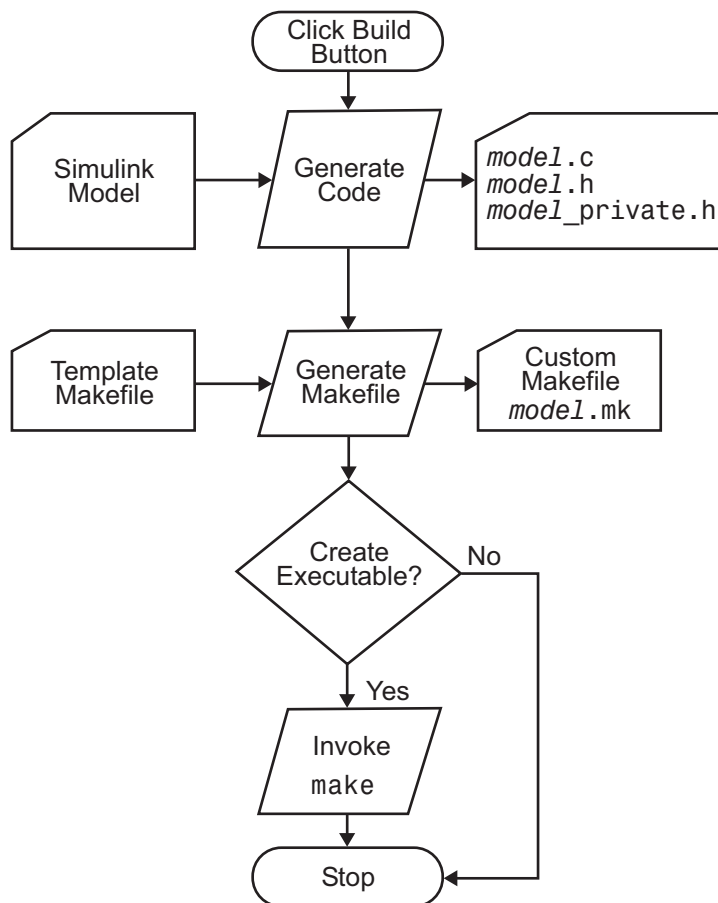 Click Build
Button
Simulink
Model
Generate
Code
model.c
model.h
model_private.h
Template
Makefile
Generate
Makefile
Custom
Makefile
model.mk
Create
Executable?
No
Yes
Invoke
make
Stop